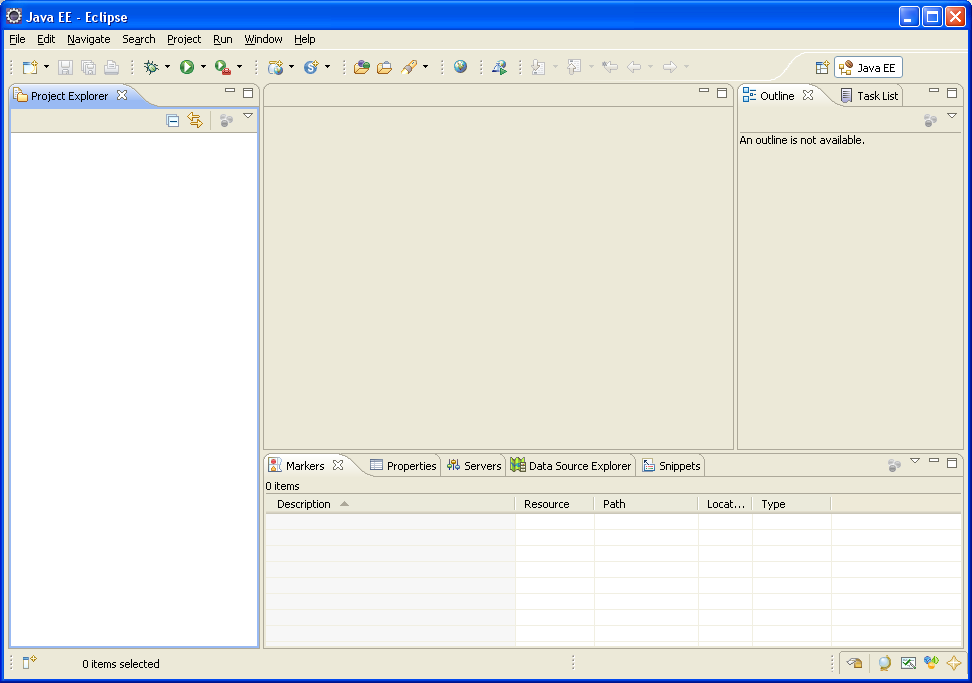 Java EE - Eclipse
File Edit Navigate Search Project Run Window Help
Java EE
Project Explorer
Outline Task List
An outline is not available.
Markers Properties Servers Data Source Explorer Snippets
0 items
Description Resource Path Locat... Type
0 items selected